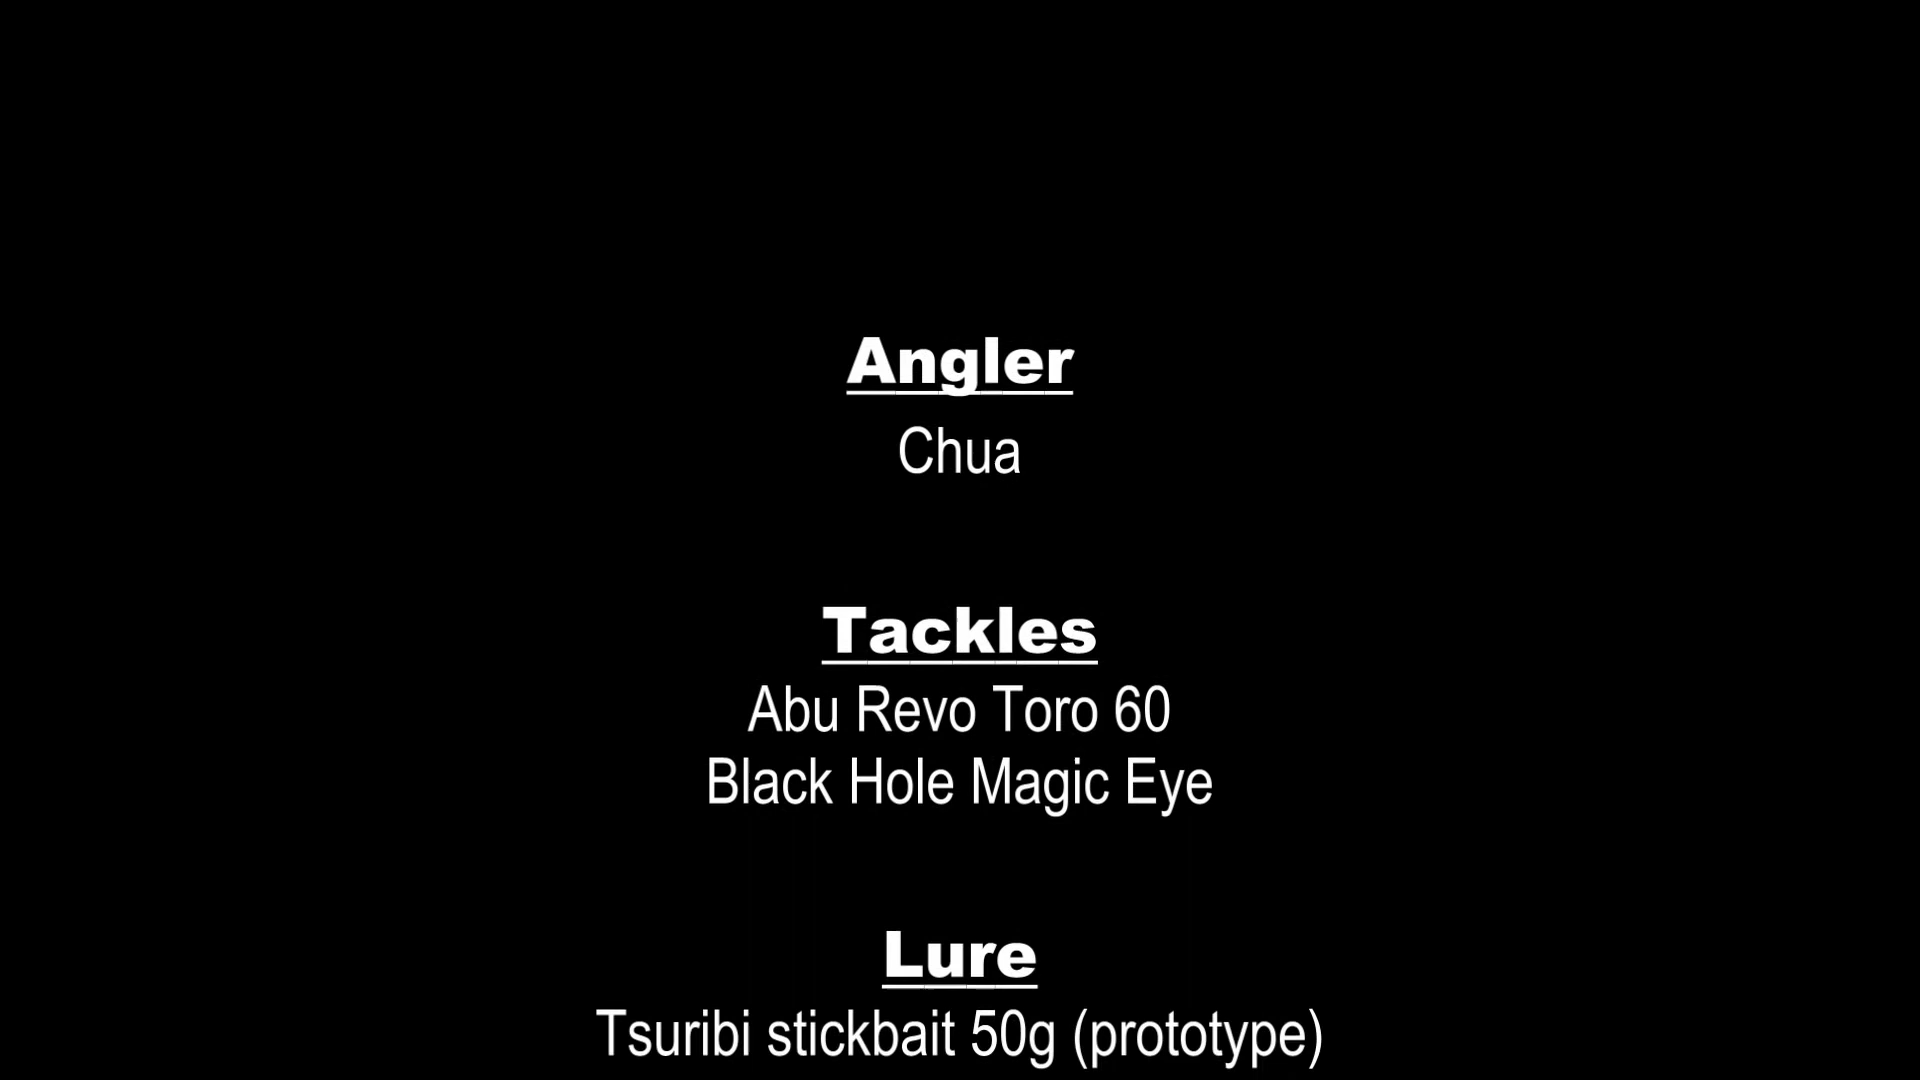 Angler
Chua
Tackles
Abu Revo Toro 60
Black Hole Magic Eye
Lure
Tsuribi stickbait 50g (prototype)